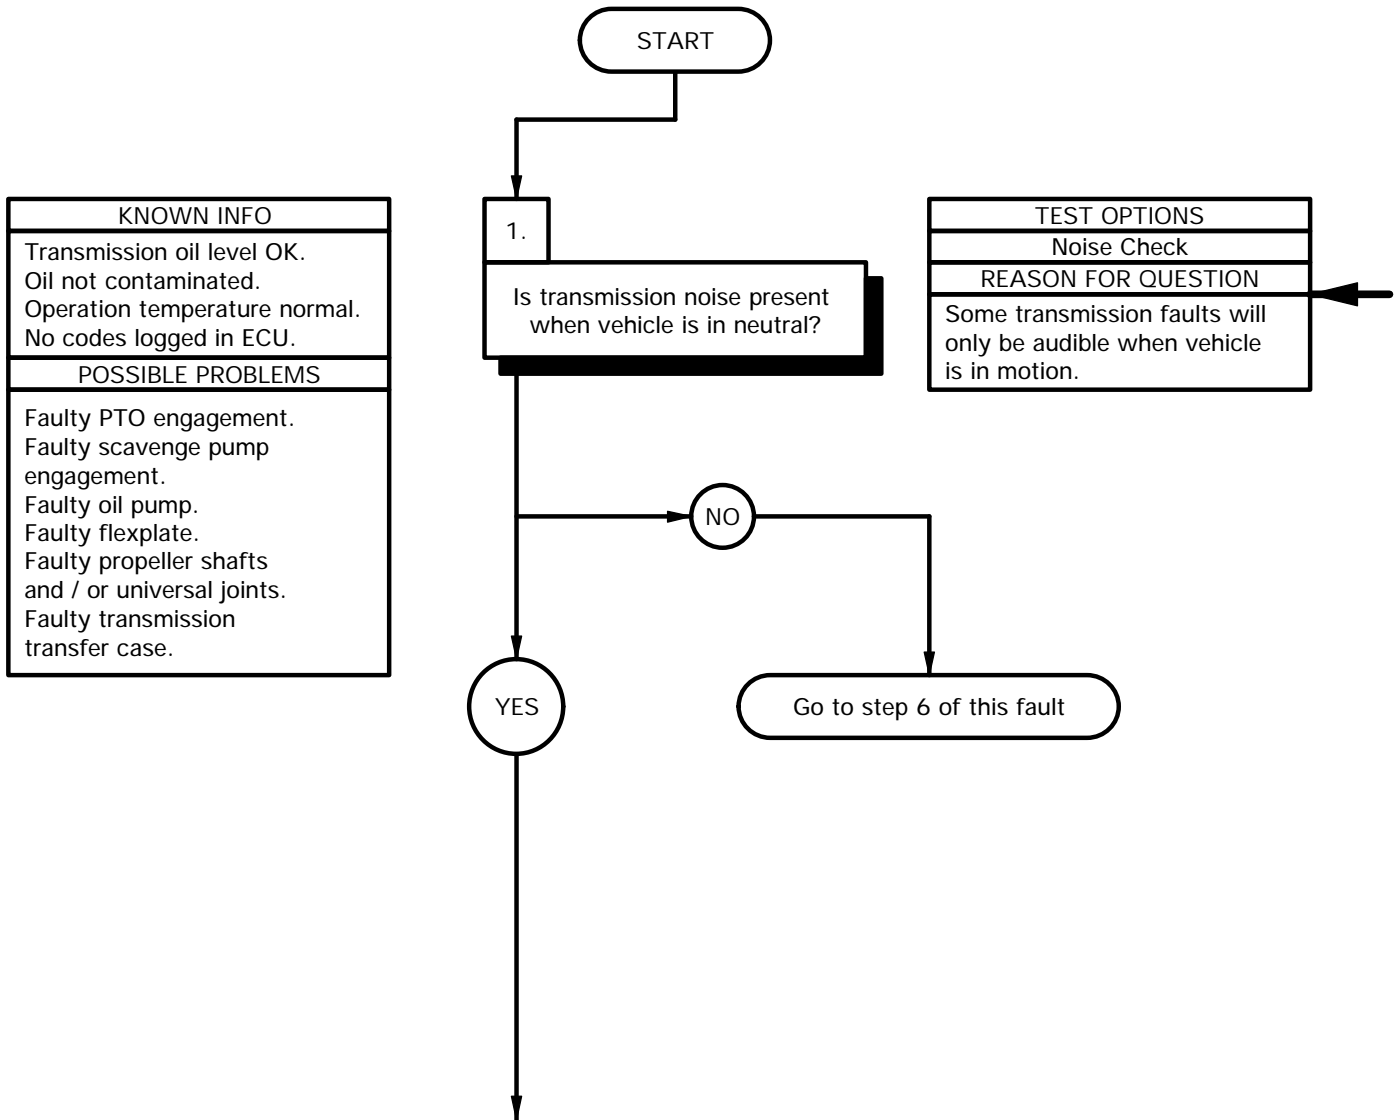 START
KNOWN INFO
Transmission oil level OK.
Oil not contaminated.
Operation temperature normal.
No codes logged in ECU.
POSSIBLE PROBLEMS
Faulty PTO engagement.
Faulty scavenge pump
engagement.
Faulty oil pump.
Faulty flexplate.
Faulty propeller shafts
and / or universal joints.
Faulty transmission
transfer case.
1.
Is transmission noise present
when vehicle is in neutral?
TEST OPTIONS
Noise Check
REASON FOR QUESTION
Some transmission faults will
only be audible when vehicle
is in motion.
NO
YES
Go to step 6 of this fault